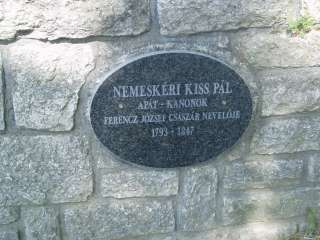 NEMESKÉRI KISS PÁL
APÁT - KANONOK
FERENCZ JÓZSEF CSÁSZÁR NEVELŐJE
1793 - 1847